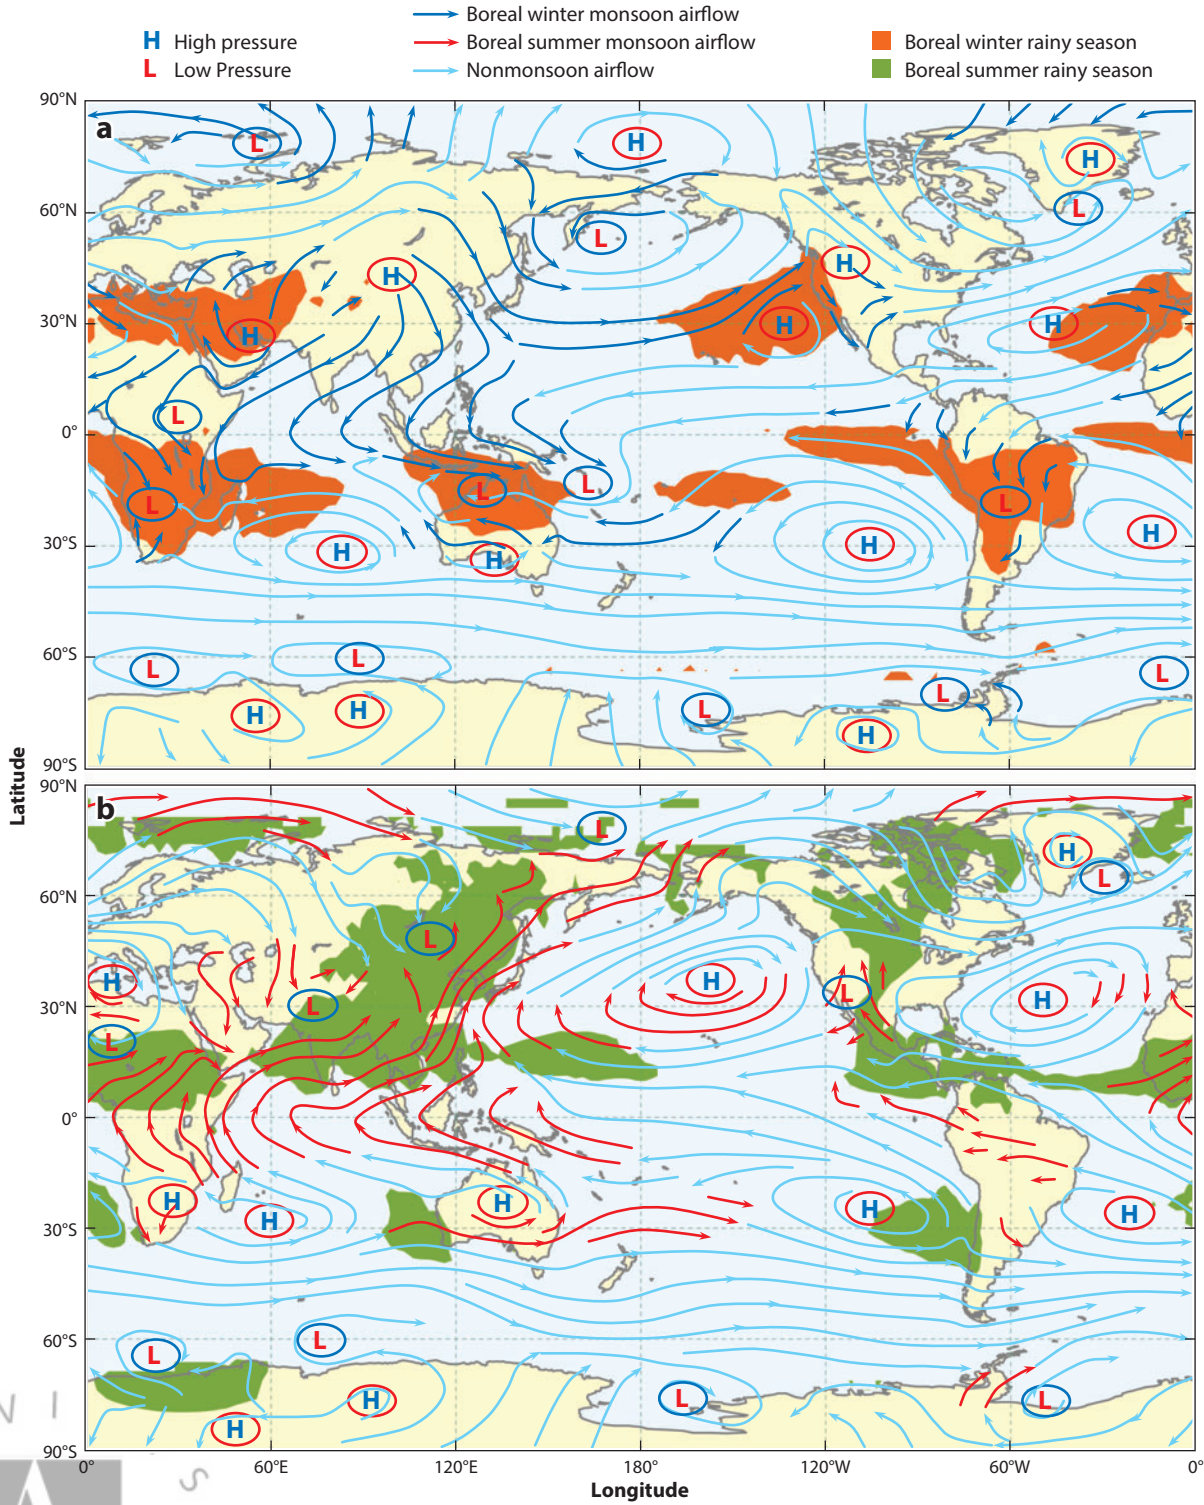 Boreal winter monsoon airflow
H High pressure
Boreal summer monsoon airflow
Boreal winter rainy season
L Low Pressure
Nonmonsoon airflow
Boreal summer rainy season
90°N
a
L
H
H
60°N
L
L
H
H
30°N
H
H
H
L
0°
L
L
L
L
H
H
H
H
30°S
60°S
L
L
L
L
L
H
H
H
90°S
Latitude
90°N
b
L
H
L
60°N
L
H
H
L
L
H
30°N
L
0°
H
H
H
H
H
30°S
60°S
L
L
H
L
L
H
90°S
0°
60°E
120°E
180°
120°W
60°W
0°
Longitude